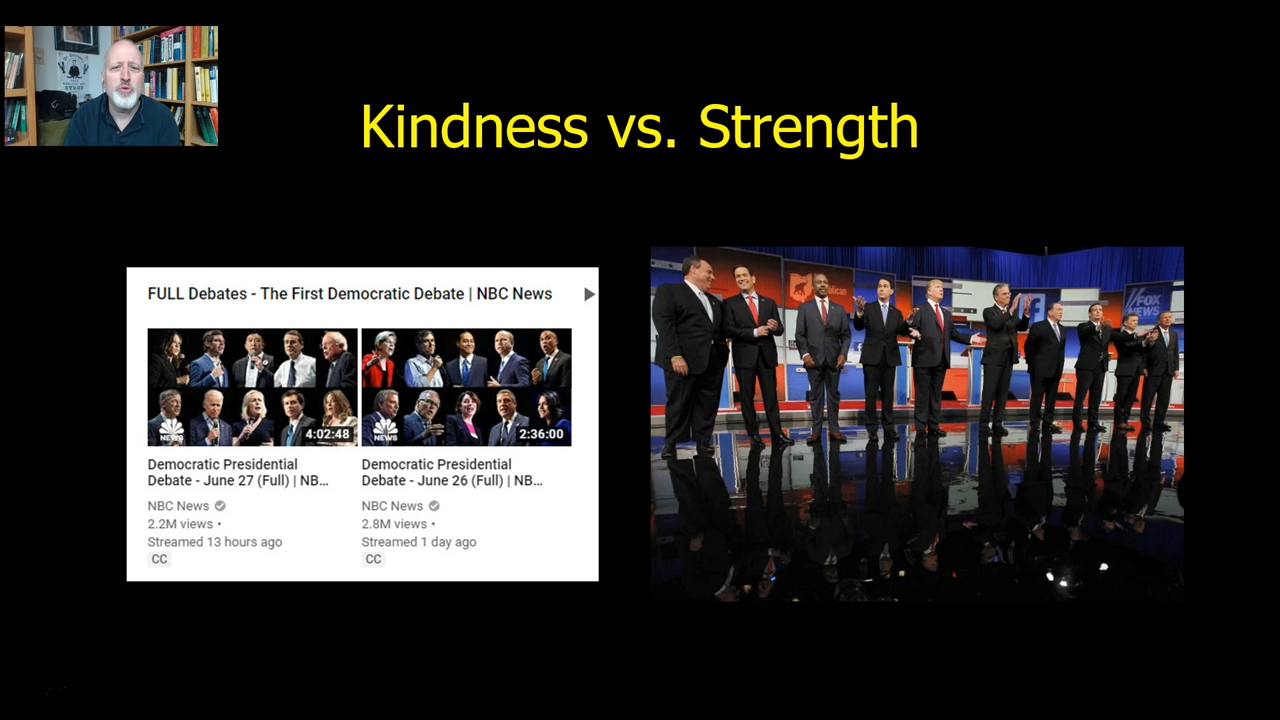 Kindness vs. Strength
FULL Debates - The First Democratic Debate | NBC News
NEWS
4:02:48
NEWS
2:36:00
Democratic Presidential
Debate - June 27 (Full) | NB...
NBC News
2.2M views •
Streamed 13 hours ago
CC
Democratic Presidential
Debate - June 26 (Full) | NB...
NBC News
2.8M views •
Streamed 1 day ago
CC
FOX
NEWS